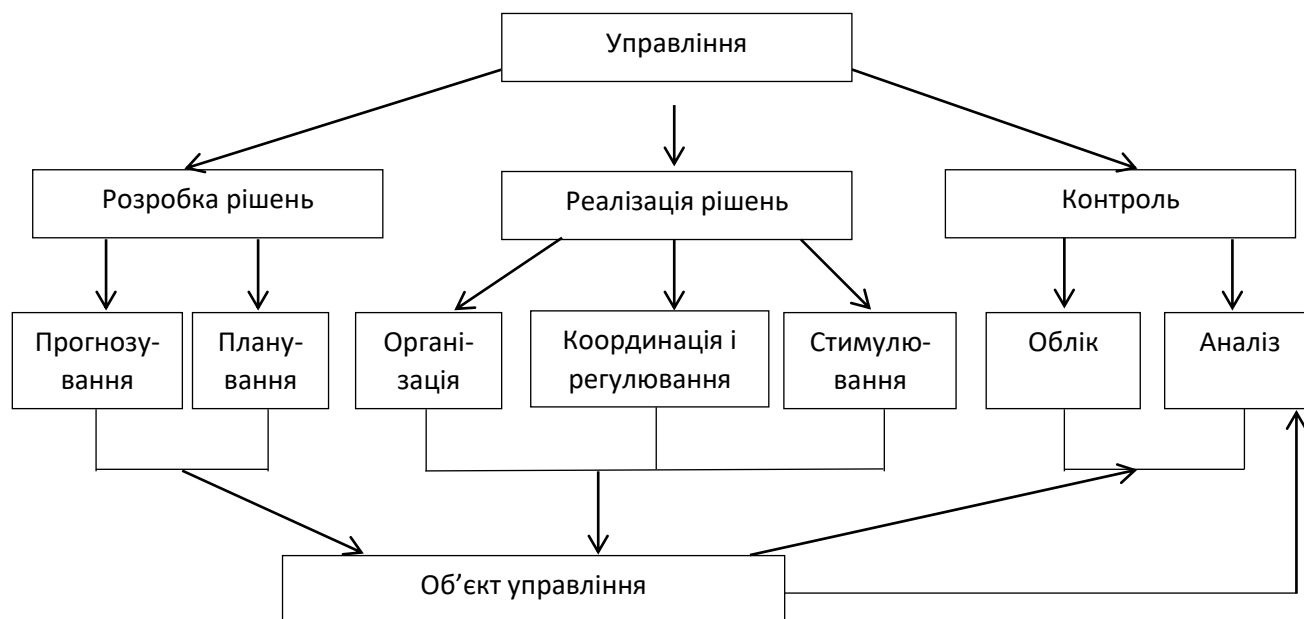 Управління
Розробка рішень
Реалізація рішень
Контроль
Прогнозу-
вання
Плану-
вання
Органі-
зація
Координація і
регулювання
Стимулю-
вання
Облік
Аналіз
Об’єкт управління